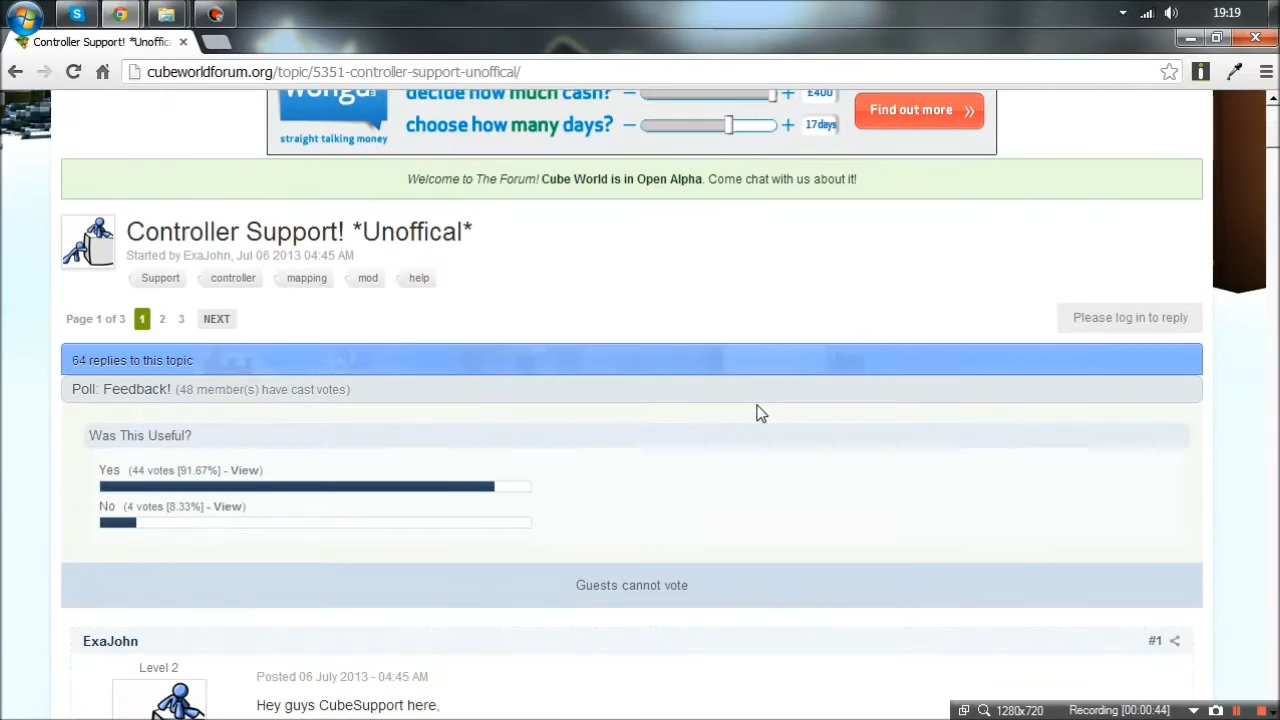 19:19
Controller Support! *Unoffic
cubeworldforum.org/topic/5351-controller-support-unoffical/
wonga
decide how much cash? − + £400
straight talking money
choose how many days? − + 17days
Find out more »
Welcome to The Forum! Cube World is in Open Alpha. Come chat with us about it!
Controller Support! *Unoffical*
Started by ExaJohn, Jul 06 2013 04:45 AM
Support controller mapping mod help
Page 1 of 3 1 2 3 NEXT
Please log in to reply
64 replies to this topic
Poll: Feedback! (48 member(s) have cast votes)
Was This Useful?
Yes (44 votes [91.67%] - View)
No (4 votes [8.33%] - View)
Guests cannot vote
ExaJohn
#1
Level 2
Posted 06 July 2013 - 04:45 AM
Hey guys CubeSupport here,
1280x720 Recording [00:00:44]